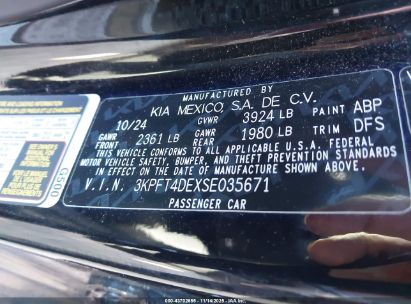 MANUFACTURED BY
KIA MEXICO, S.A. DE C.V.
10/24 GVWR 3924 LB PAINT ABP
GAWR FRONT 2361 LB GAWR REAR 1980 LB TRIM DFS
THIS VEHICLE CONFORMS TO ALL APPLICABLE U.S.A. FEDERAL
MOTOR VEHICLE SAFETY, BUMPER, AND THEFT PREVENTION STANDARDS
IN EFFECT ON THE DATE OF MANUFACTURE SHOWN ABOVE.
V.I.N. 3KPFT4DEXSE035671
PASSENGER CAR